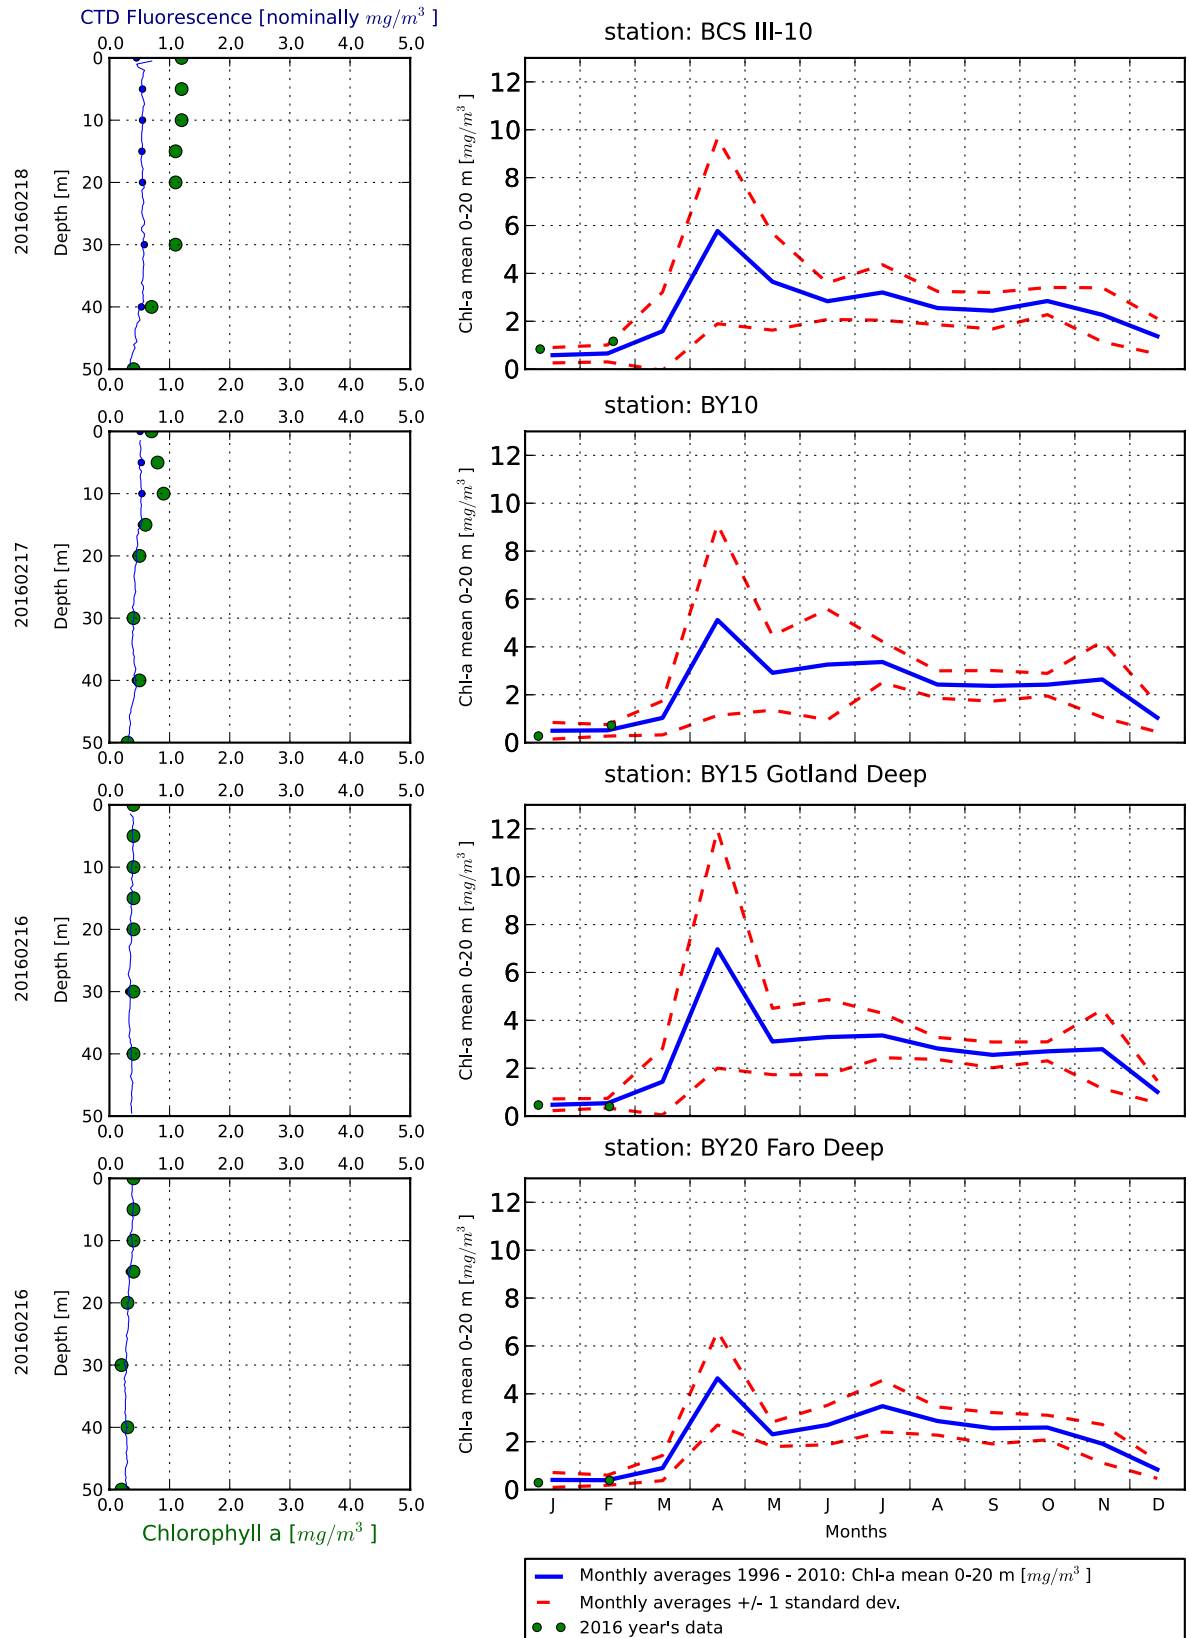 CTD Fluorescence [nominally mg/m³ ]
0.0 1.0 2.0 3.0 4.0 5.0
0
10
20
30
40
50
Depth [m]
20160218
0.0 1.0 2.0 3.0 4.0 5.0
station: BCS III-10
12
10
8
6
4
2
0
Chl-a mean 0-20 m [mg/m³ ]
0.0 1.0 2.0 3.0 4.0 5.0
0
10
20
30
40
50
Depth [m]
20160217
0.0 1.0 2.0 3.0 4.0 5.0
station: BY10
12
10
8
6
4
2
0
Chl-a mean 0-20 m [mg/m³ ]
0.0 1.0 2.0 3.0 4.0 5.0
0
10
20
30
40
50
Depth [m]
20160216
0.0 1.0 2.0 3.0 4.0 5.0
station: BY15 Gotland Deep
12
10
8
6
4
2
0
Chl-a mean 0-20 m [mg/m³ ]
0.0 1.0 2.0 3.0 4.0 5.0
0
10
20
30
40
50
Depth [m]
20160216
0.0 1.0 2.0 3.0 4.0 5.0
Chlorophyll a [mg/m³ ]
station: BY20 Faro Deep
12
10
8
6
4
2
0
Chl-a mean 0-20 m [mg/m³ ]
J F M A M J J A S O N D
Months
Monthly averages 1996 - 2010: Chl-a mean 0-20 m [mg/m³ ]
Monthly averages +/- 1 standard dev.
2016 year's data